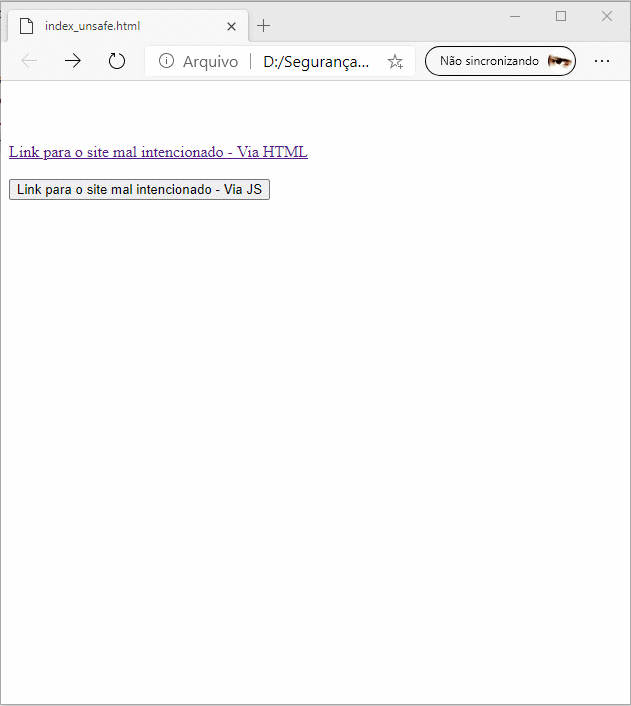 index_unsafe.html
Arquivo D:/Segurança... Não sincronizando
Link para o site mal intencionado - Via HTML
Link para o site mal intencionado - Via JS